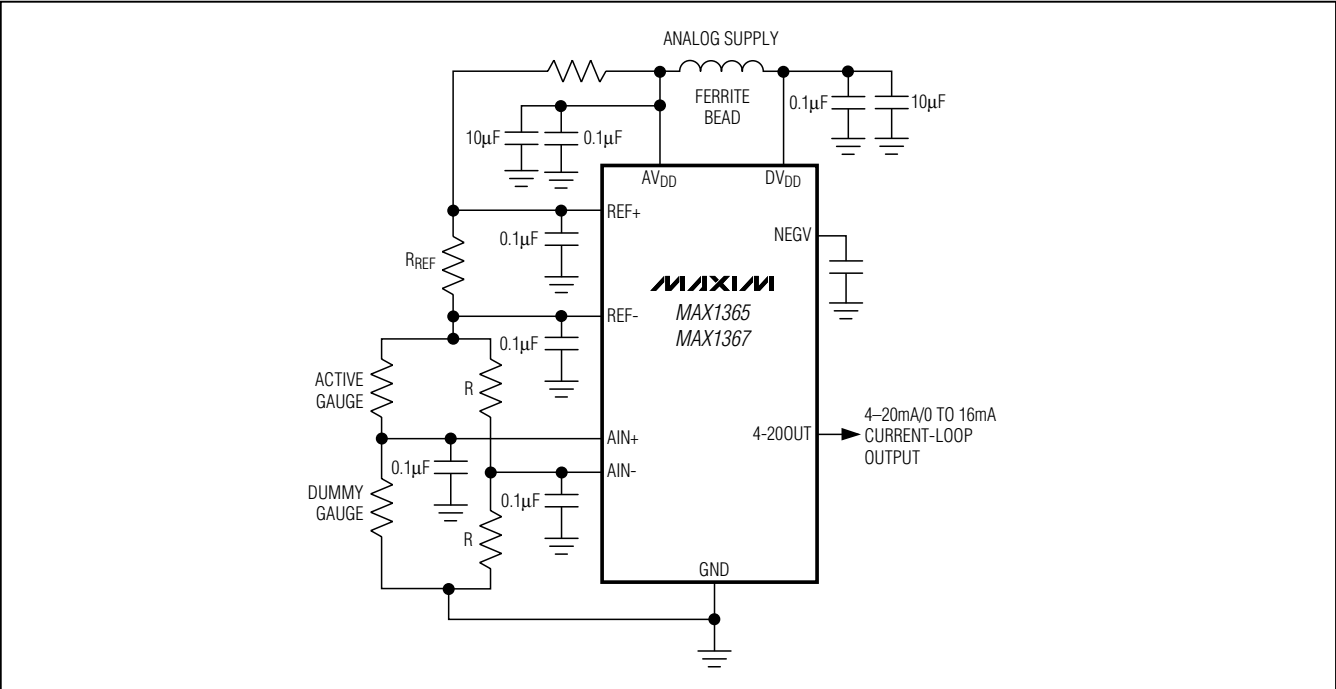 ANALOG SUPPLY
FERRITE
BEAD
0.1µF
10µF
10µF
0.1µF
AVDD
DVDD
REF+
0.1µF
NEGV
RREF
MAXIM
MAX1365
MAX1367
REF-
0.1µF
ACTIVE
GAUGE
R
4-20OUT
4–20mA/0 TO 16mA
CURRENT-LOOP
OUTPUT
AIN+
0.1µF
AIN-
DUMMY
GAUGE
0.1µF
R
GND